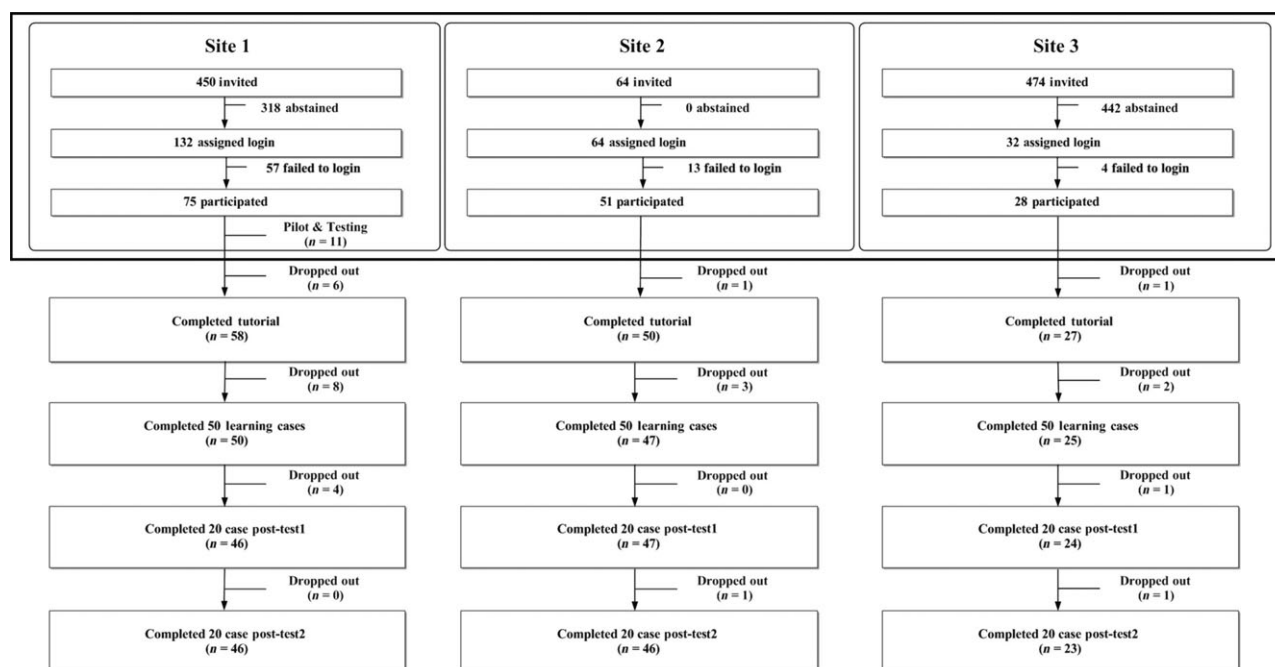 Site 1
450 invited
318 abstained
132 assigned login
57 failed to login
75 participated
Pilot & Testing
(n = 11)
Dropped out
(n = 6)
Completed tutorial
(n = 58)
Dropped out
(n = 8)
Completed 50 learning cases
(n = 50)
Dropped out
(n = 4)
Completed 20 case post-test1
(n = 46)
Dropped out
(n = 0)
Completed 20 case post-test2
(n = 46)
Site 2
64 invited
0 abstained
64 assigned login
13 failed to login
51 participated
Dropped out
(n = 1)
Completed tutorial
(n = 50)
Dropped out
(n = 3)
Completed 50 learning cases
(n = 47)
Dropped out
(n = 0)
Completed 20 case post-test1
(n = 47)
Dropped out
(n = 1)
Completed 20 case post-test2
(n = 46)
Site 3
474 invited
442 abstained
32 assigned login
4 failed to login
28 participated
Dropped out
(n = 1)
Completed tutorial
(n = 27)
Dropped out
(n = 2)
Completed 50 learning cases
(n = 25)
Dropped out
(n = 1)
Completed 20 case post-test1
(n = 24)
Dropped out
(n = 1)
Completed 20 case post-test2
(n = 23)